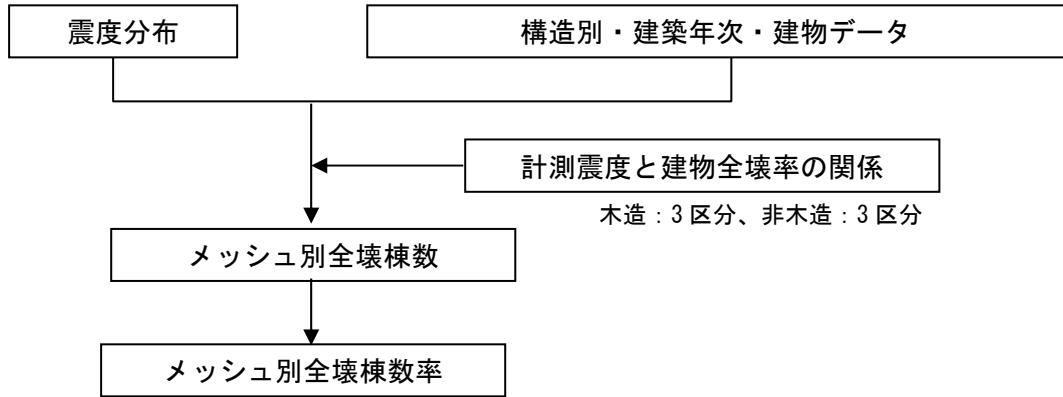 震度分布
構造別・建築年次・建物データ
計測震度と建物全壊率の関係
木造：3区分、非木造：3区分
メッシュ別全壊棟数
メッシュ別全壊棟数率